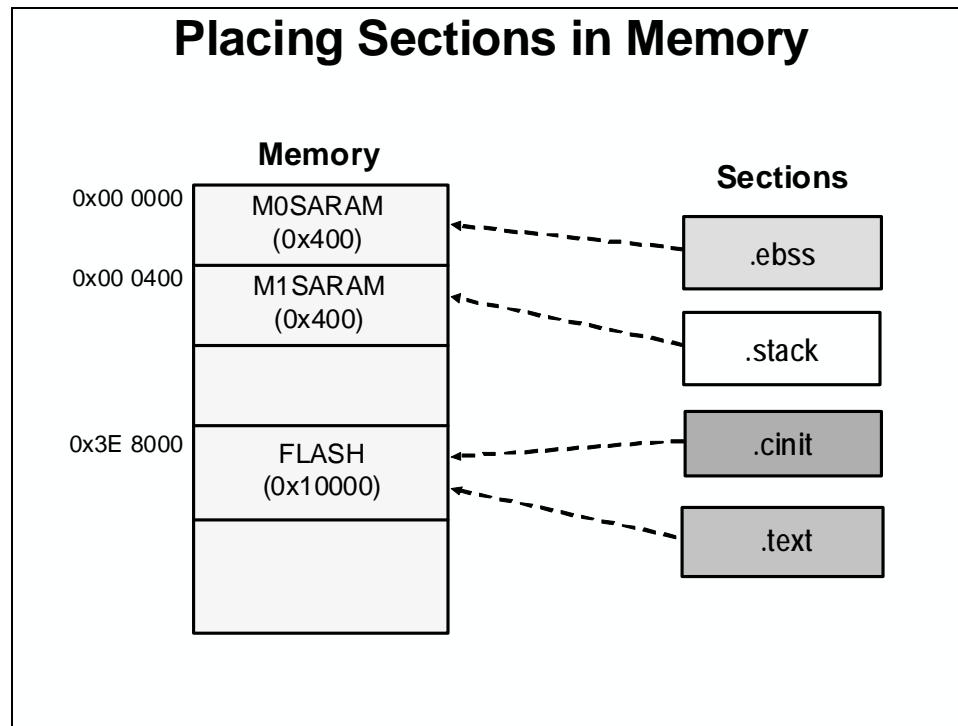 Placing Sections in Memory
Memory
Sections
0x00 0000
M0SARAM
(0x400)
.ebss
0x00 0400
M1SARAM
(0x400)
.stack
0x3E 8000
FLASH
(0x10000)
.cinit
.text